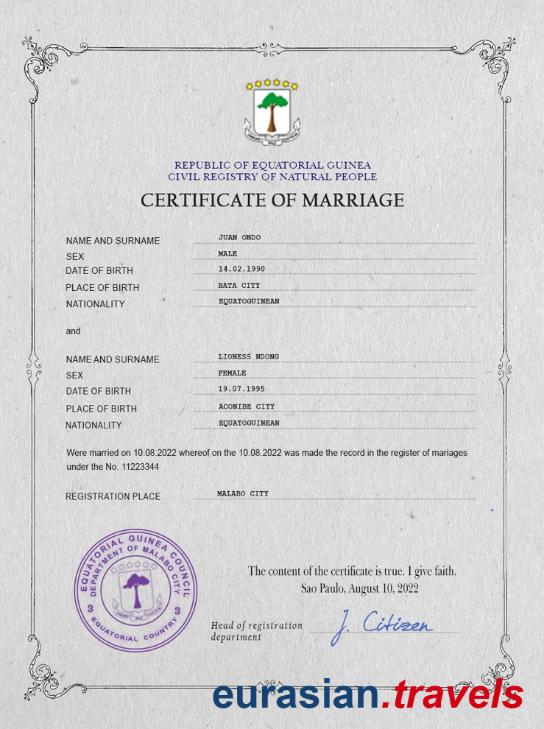 REPUBLIC OF EQUATORIAL GUINEA
CIVIL REGISTRY OF NATURAL PEOPLE
CERTIFICATE OF MARRIAGE
NAME AND SURNAME JUAN ONDO
SEX MALE
DATE OF BIRTH 14.02.1990
PLACE OF BIRTH BATA CITY
NATIONALITY EQUATOGUINEAN
and
NAME AND SURNAME LIONESS NDONG
SEX FEMALE
DATE OF BIRTH 19.07.1995
PLACE OF BIRTH ACONIBE CITY
NATIONALITY EQUATOGUINEAN
Were married on 10.08.2022 whereof on the 10.08.2022 was made the record in the register of mariages
under the No. 11223344
REGISTRATION PLACE MALABO CITY
EQUATORIAL GUINEA COUNCIL
DEPARTMENT OF MALABO CITY
3 3
EQUATORIAL COUNTRY
The content of the certificate is true. I give faith.
Sao Paulo, August 10, 2022
Head of registration
department
J. Citizen
eurasian.travels